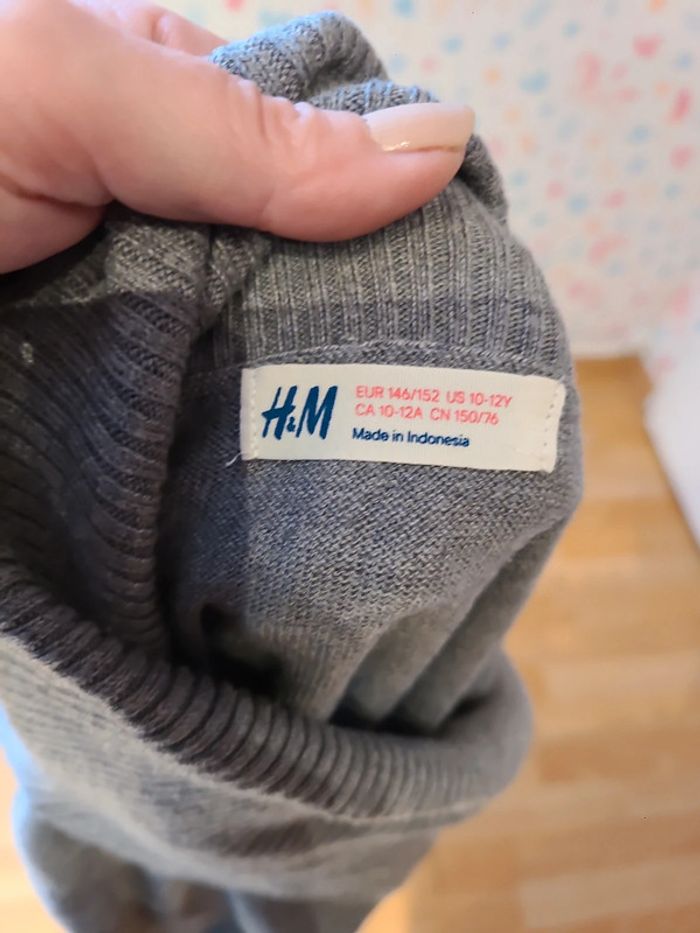 H&M
EUR 146/152 US 10-12Y
CA 10-12A CN 150/76
Made in Indonesia